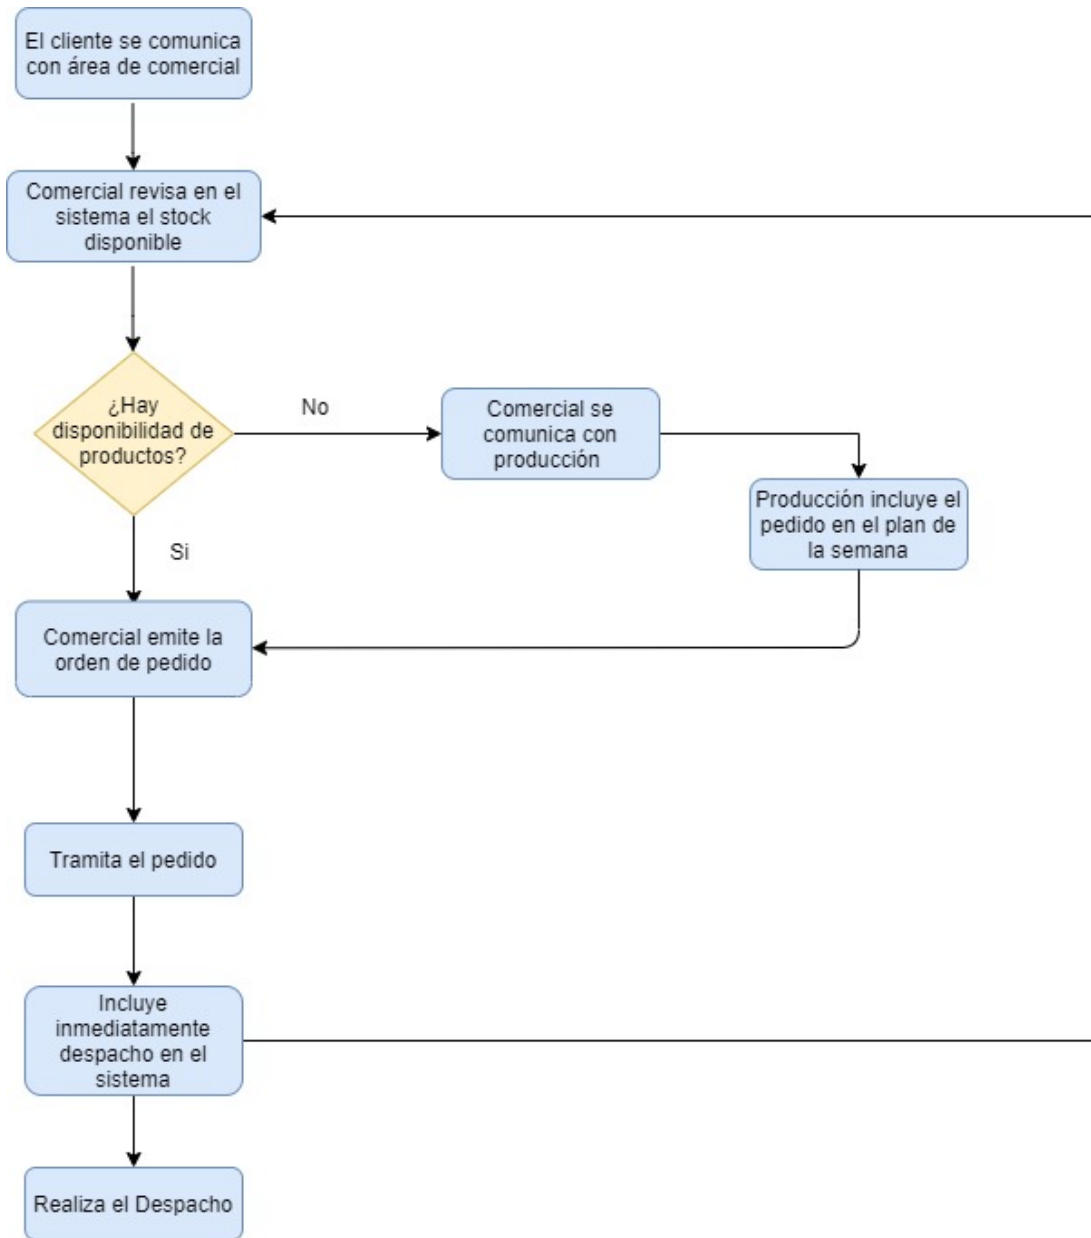 El cliente se comunica
con área de comercial
Comercial revisa en el
sistema el stock
disponible
¿Hay
disponibilidad de
productos?
No
Comercial se
comunica con
producción
Producción incluye el
pedido en el plan de
la semana
Si
Comercial emite la
orden de pedido
Tramita el pedido
Incluye
inmediatamente
despacho en el
sistema
Realiza el Despacho